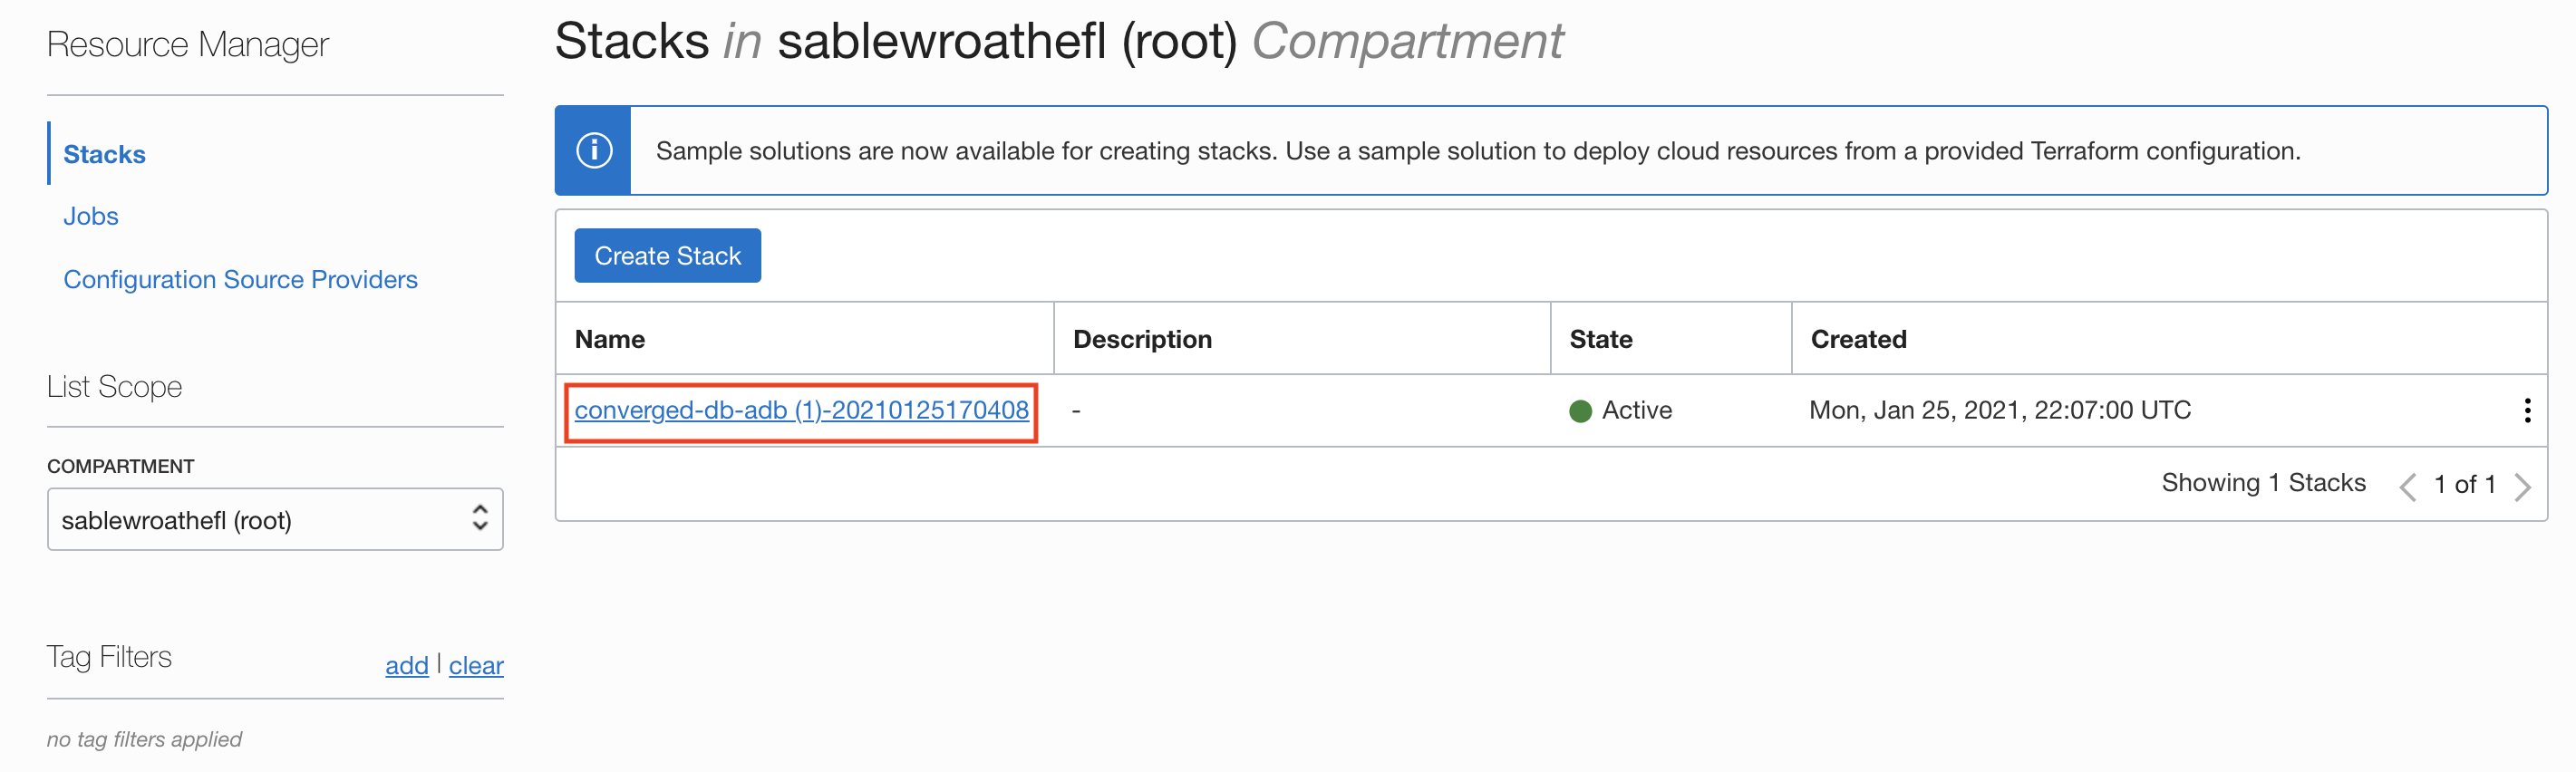 Resource Manager
Stacks
Jobs
Configuration Source Providers
List Scope
COMPARTMENT
sablewroathefl (root)
Tag Filters
add | clear
no tag filters applied
Stacks in sablewroathefl (root) Compartment
Sample solutions are now available for creating stacks. Use a sample solution to deploy cloud resources from a provided Terraform configuration.
Create Stack
Name Description State Created
converged-db-adb (1)-20210125170408 - Active Mon, Jan 25, 2021, 22:07:00 UTC
Showing 1 Stacks 1 of 1